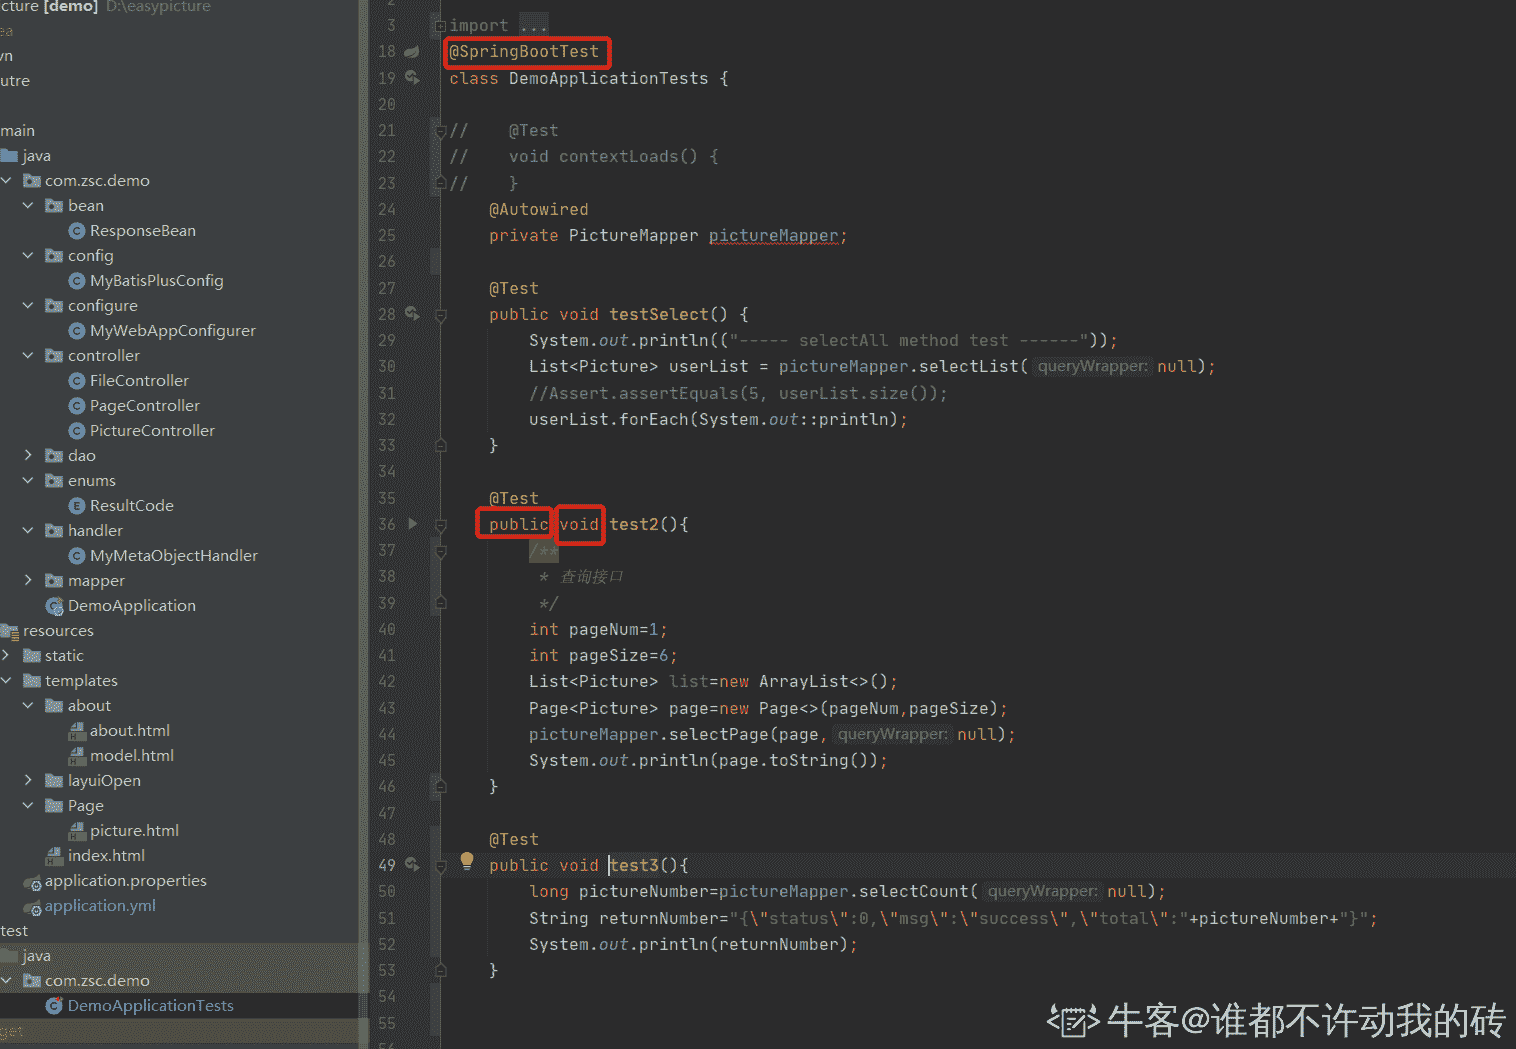 cture [demo] D:\easypicture
ea
vn
utre
main
java
com.zsc.demo
bean
ResponseBean
config
MyBatisPlusConfig
configure
MyWebAppConfigurer
controller
FileController
PageController
PictureController
dao
enums
ResultCode
handler
MyMetaObjectHandler
mapper
DemoApplication
resources
static
templates
about
about.html
model.html
layuiOpen
Page
picture.html
index.html
application.properties
application.yml
test
java
com.zsc.demo
DemoApplicationTests
get
2
3 import ...
18 @SpringBootTest
19 class DemoApplicationTests {
20
21 // @Test
22 // void contextLoads() {
23 // }
24 @Autowired
25 private PictureMapper pictureMapper;
26
27 @Test
28 public void testSelect() {
29 System.out.println(("----- selectAll method test ------"));
30 List<Picture> userList = pictureMapper.selectList( queryWrapper: null);
31 //Assert.assertEquals(5, userList.size());
32 userList.forEach(System.out::println);
33 }
34
35 @Test
36 public void test2(){
37 /**
38 * 查询接口
39 */
40 int pageNum=1;
41 int pageSize=6;
42 List<Picture> list=new ArrayList<>();
43 Page<Picture> page=new Page<>(pageNum,pageSize);
44 pictureMapper.selectPage(page, queryWrapper: null);
45 System.out.println(page.toString());
46 }
47
48 @Test
49 public void test3(){
50 long pictureNumber=pictureMapper.selectCount( queryWrapper: null);
51 String returnNumber="{\"status\":0,\"msg\":\"success\",\"total\":"+pictureNumber+"}";
52 System.out.println(returnNumber);
53 }
54
55
牛客@谁都不许动我的砖